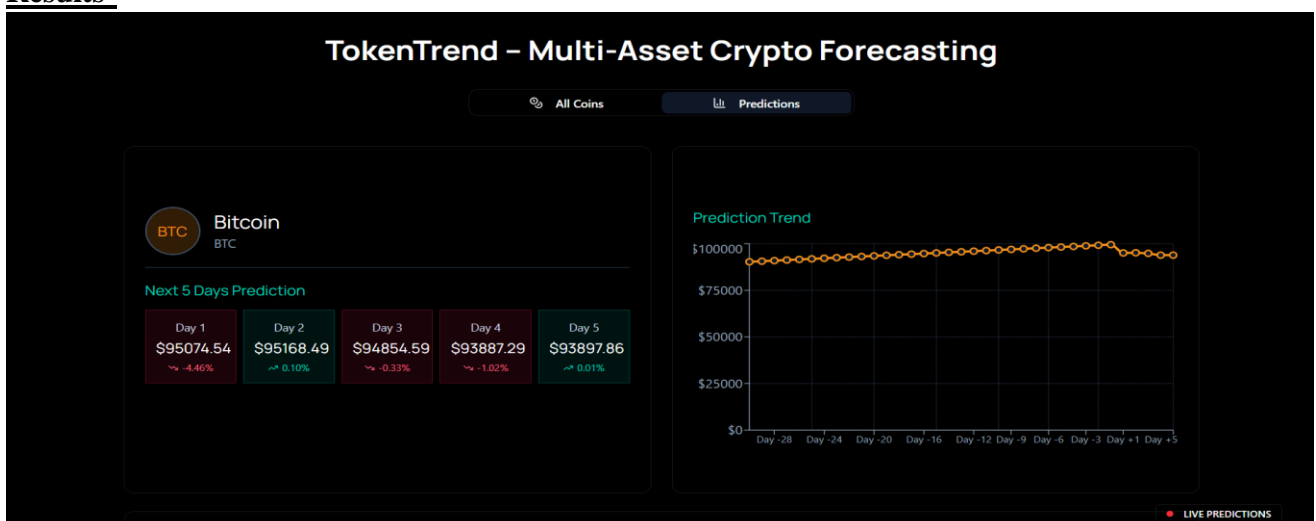 Results
TokenTrend – Multi-Asset Crypto Forecasting
All Coins
Predictions
BTC
Bitcoin
BTC
Next 5 Days Prediction
Day 1
$95074.54
-4.46%
Day 2
$95168.49
0.10%
Day 3
$94854.59
-0.33%
Day 4
$93887.29
-1.02%
Day 5
$93897.86
0.01%
Prediction Trend
$100000
$75000
$50000
$25000
$0
Day -28 Day -24 Day -20 Day -16 Day -12 Day -9 Day -6 Day -3 Day +1 Day +5
LIVE PREDICTIONS